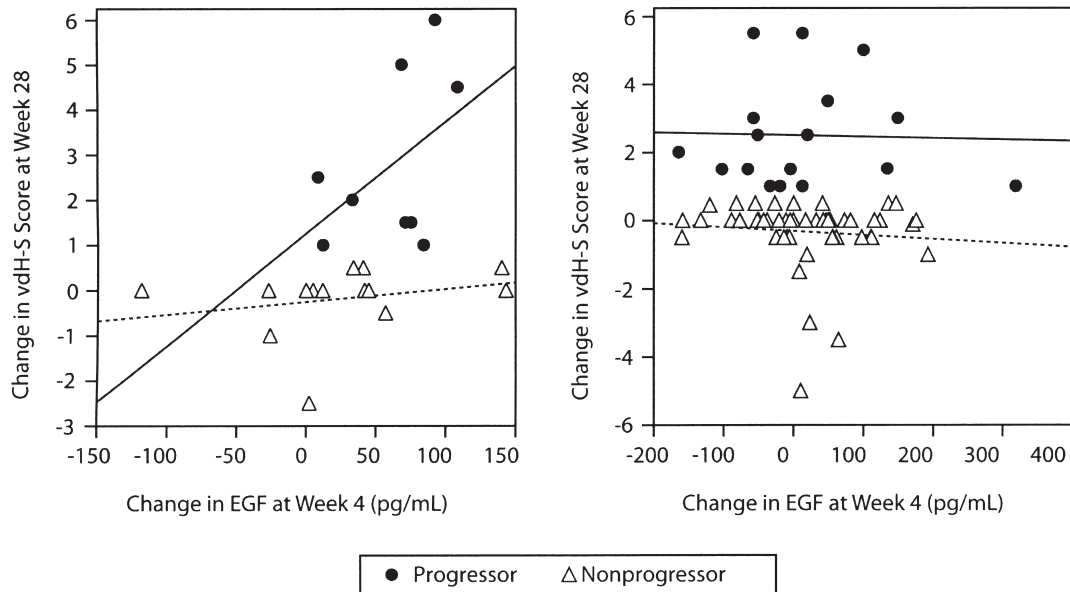 Change in vdH-S Score at Week 28
6
5
4
3
2
1
0
-1
-2
-3
-150 -100 -50 0 50 100 150
Change in EGF at Week 4 (pg/mL)
Change in vdH-S Score at Week 28
6
4
2
0
-2
-4
-6
-200 -100 0 100 200 200 400
Change in EGF at Week 4 (pg/mL)
Progressor Nonprogressor